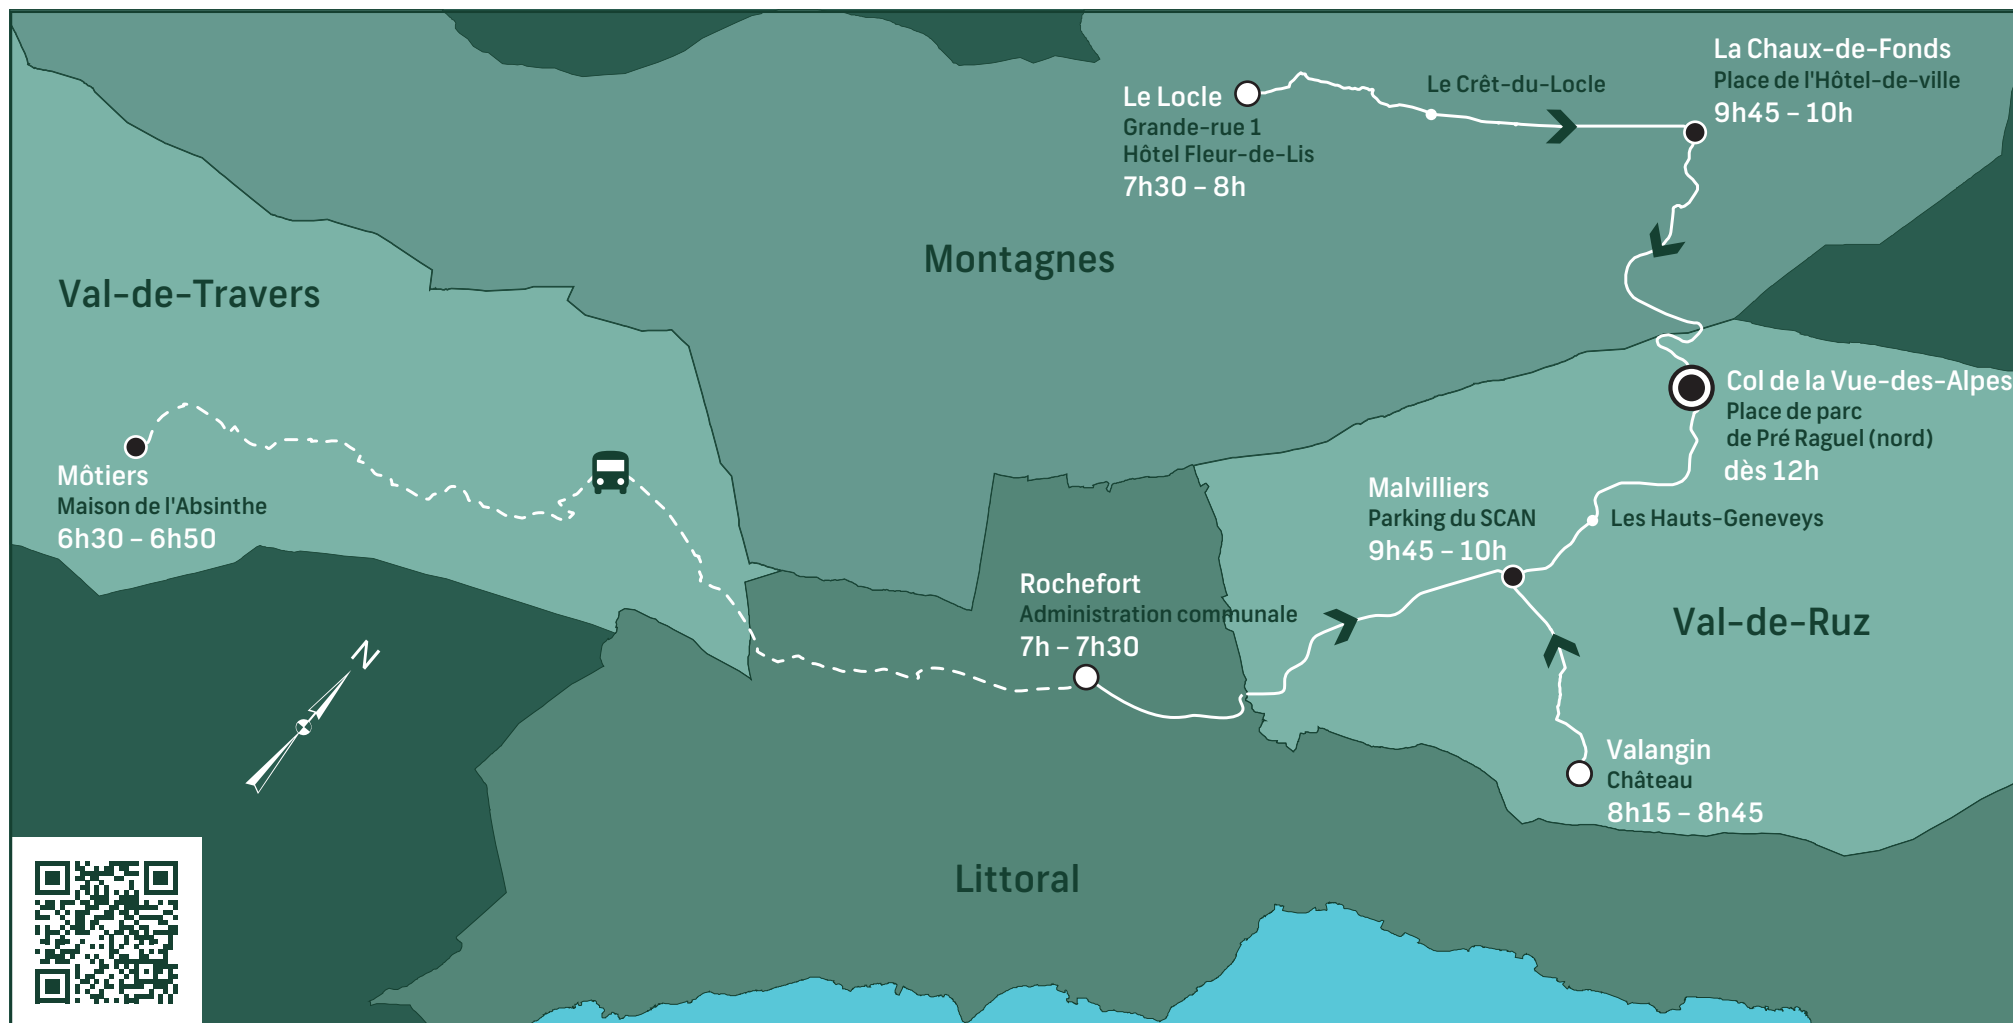 La Chaux-de-Fonds
Place de l'Hôtel-de-ville
9h45 – 10h
Le Crêt-du-Locle
Le Locle
Grande-rue 1
Hôtel Fleur-de-Lis
7h30 – 8h
Montagnes
Val-de-Travers
Col de la Vue-des-Alpes
Place de parc
de Pré Raguel (nord)
dès 12h
Môtiers
Maison de l'Absinthe
6h30 – 6h50
Malvilliers
Parking du SCAN
9h45 – 10h
Les Hauts-Geneveys
Rochefort
Administration communale
7h – 7h30
Val-de-Ruz
N
Valangin
Château
8h15 – 8h45
Littoral